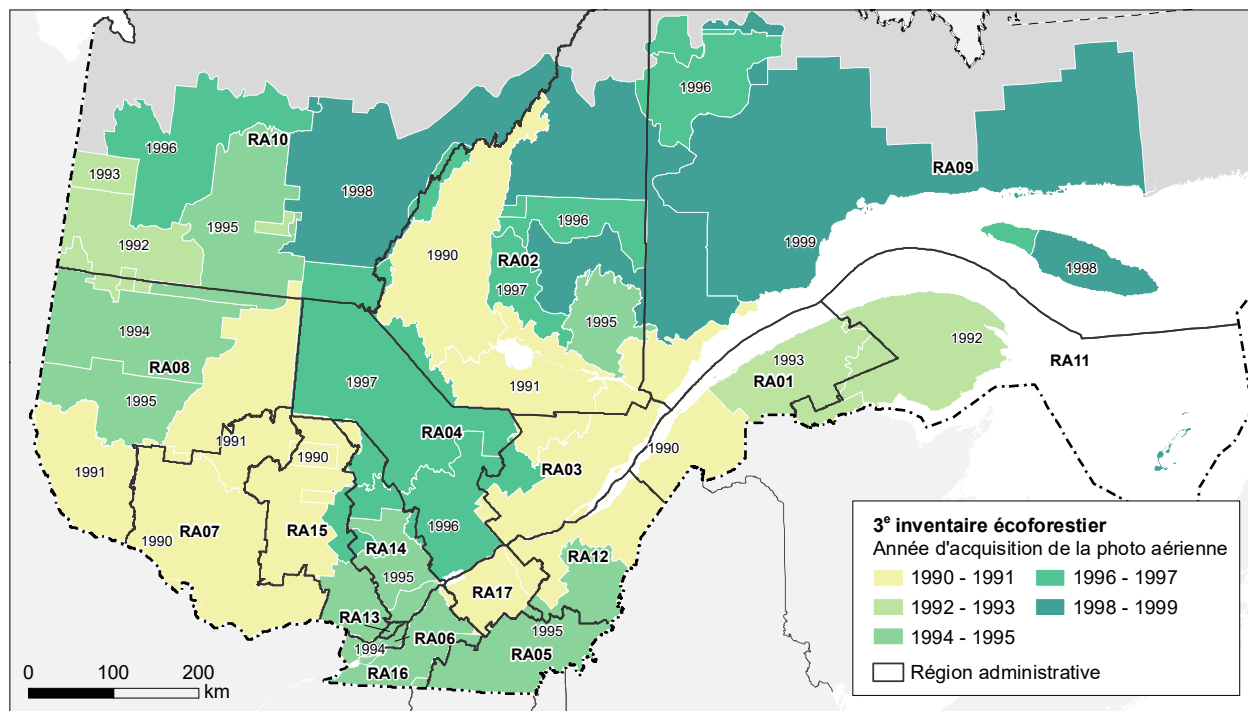 1996
RA10
1996
1993
1998
RA09
1995
1996
1992
1990
1999
RA02
1998
1997
1994
1995
1992
RA08
1993
RA11
1997
1991
RA01
1995
RA04
1991
1990
1990
RA03
1991
1996
1990
RA07
RA15
RA14
RA12
1995
RA17
RA13
RA06
1995
1994
RA05
RA16
3e inventaire écoforestier
Année d'acquisition de la photo aérienne
1990 - 1991
1996 - 1997
1992 - 1993
1998 - 1999
1994 - 1995
Région administrative
0 100 200
km